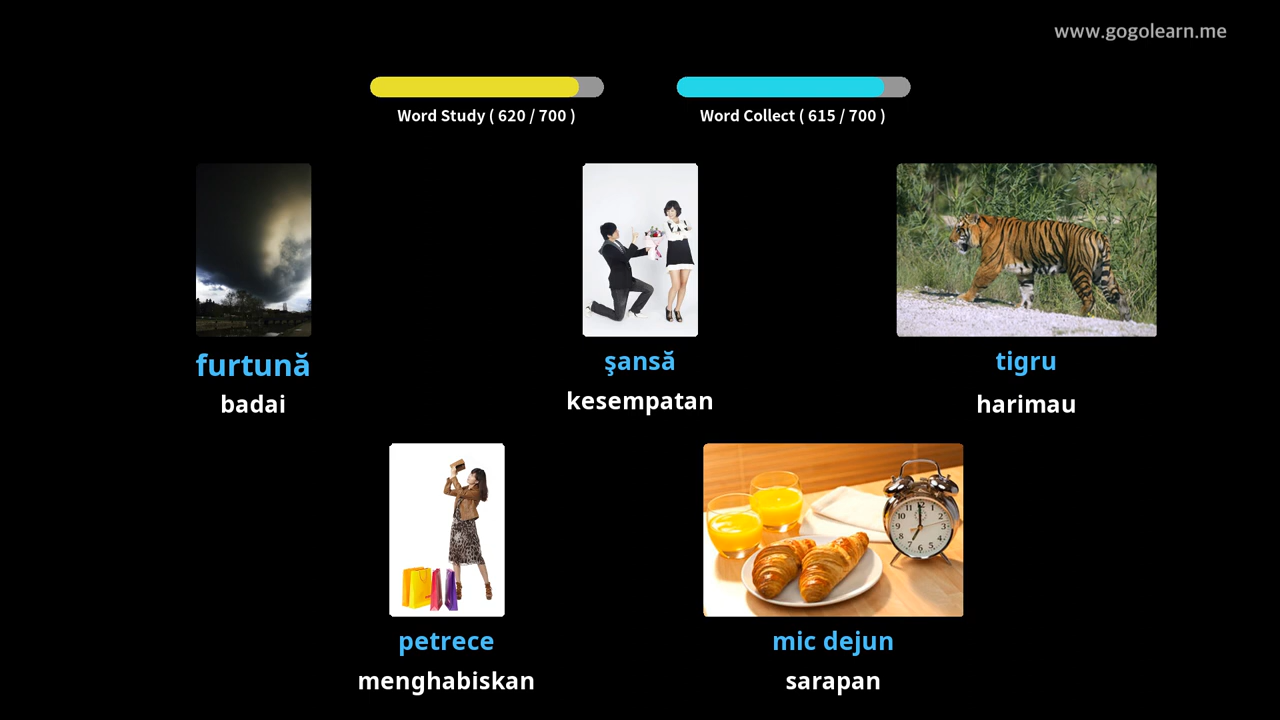 www.gogolearn.me
Word Study ( 620 / 700 )
Word Collect ( 615 / 700 )
furtună
badai
şansă
kesempatan
tigru
harimau
petrece
menghabiskan
mic dejun
sarapan